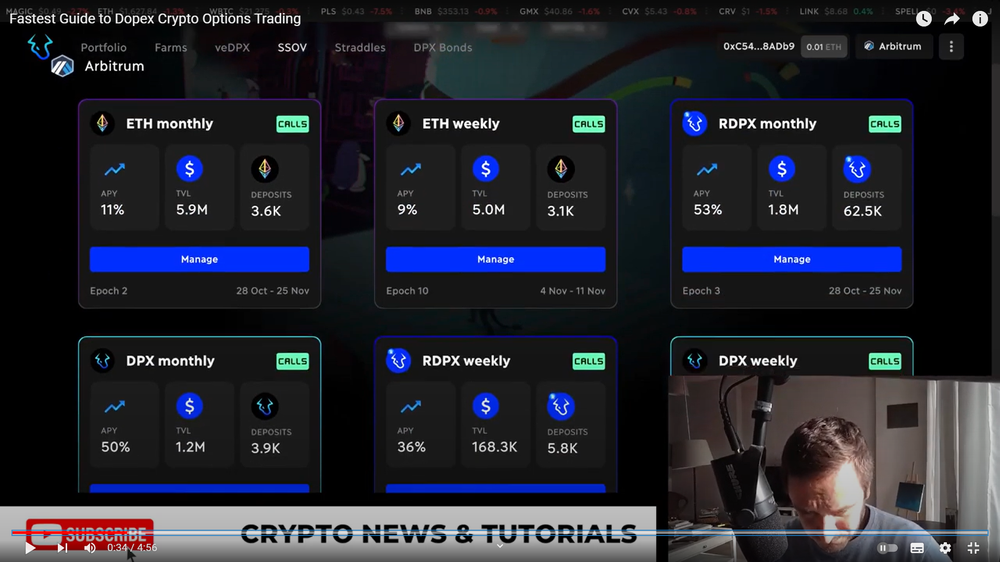 MAGIC $0.49 -2.7% ETH $1,627.84 -1.3% WBTC $21,275 -0.3% PLS $0.43 -7.5% BNB $353.13 -0.9% GMX $40.86 -1.6% CVX $5.43 -0.8% CRV $1 -1.5% LINK $8.68 0.4% SPELL $0 -3.4%
Fastest Guide to Dopex Crypto Options Trading
Portfolio Farms veDPX SSOV Straddles DPX Bonds 0xC54...8ADb9 0.01 ETH Arbitrum
Arbitrum
ETH monthly CALLS
APY TVL DEPOSITS
11% 5.9M 3.6K
Manage
Epoch 2 28 Oct - 25 Nov
ETH weekly CALLS
APY TVL DEPOSITS
9% 5.0M 3.1K
Manage
Epoch 10 4 Nov - 11 Nov
RDPX monthly CALLS
APY TVL DEPOSITS
53% 1.8M 62.5K
Manage
Epoch 3 28 Oct - 25 Nov
DPX monthly CALLS
APY TVL DEPOSITS
50% 1.2M 3.9K
RDPX weekly CALLS
APY TVL DEPOSITS
36% 168.3K 5.8K
DPX weekly CALLS
SHURE
SUBSCRIBE
CRYPTO NEWS & TUTORIALS
0:34 / 4:56